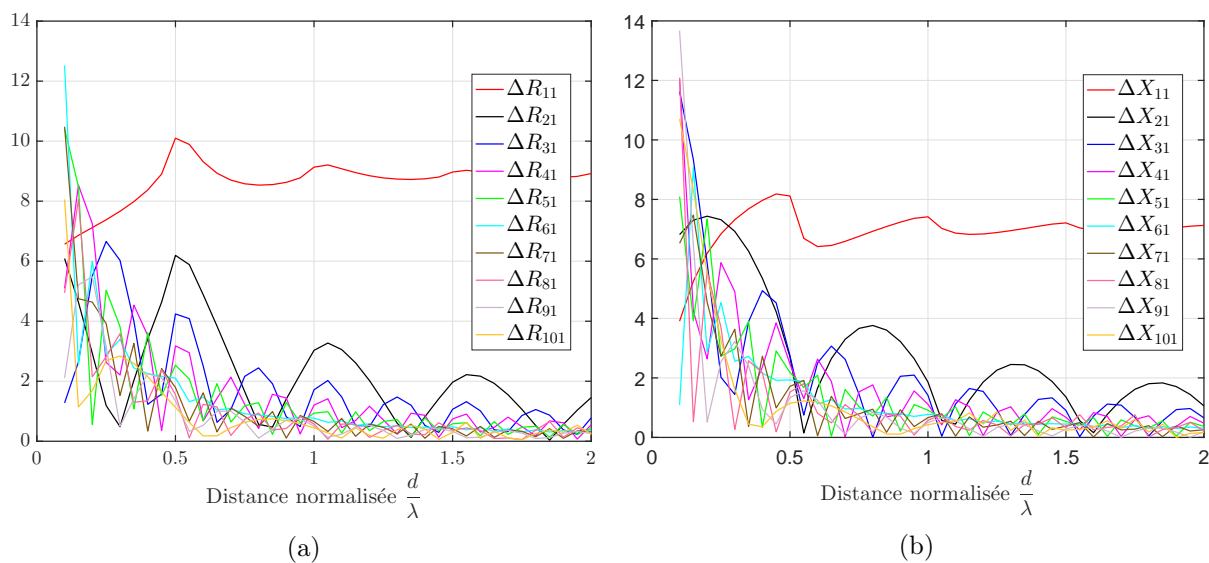 14
12
10
8
6
4
2
0
0
0.5
1
1.5
2
ΔR₁₁
ΔR₂₁
ΔR₃₁
ΔR₄₁
ΔR₅₁
ΔR₆₁
ΔR₇₁
ΔR₈₁
ΔR₉₁
ΔR₁₀₁
Distance normalisée d/λ
(a)
14
12
10
8
6
4
2
0
0
0.5
1
1.5
2
ΔX₁₁
ΔX₂₁
ΔX₃₁
ΔX₄₁
ΔX₅₁
ΔX₆₁
ΔX₇₁
ΔX₈₁
ΔX₉₁
ΔX₁₀₁
Distance normalisée d/λ
(b)